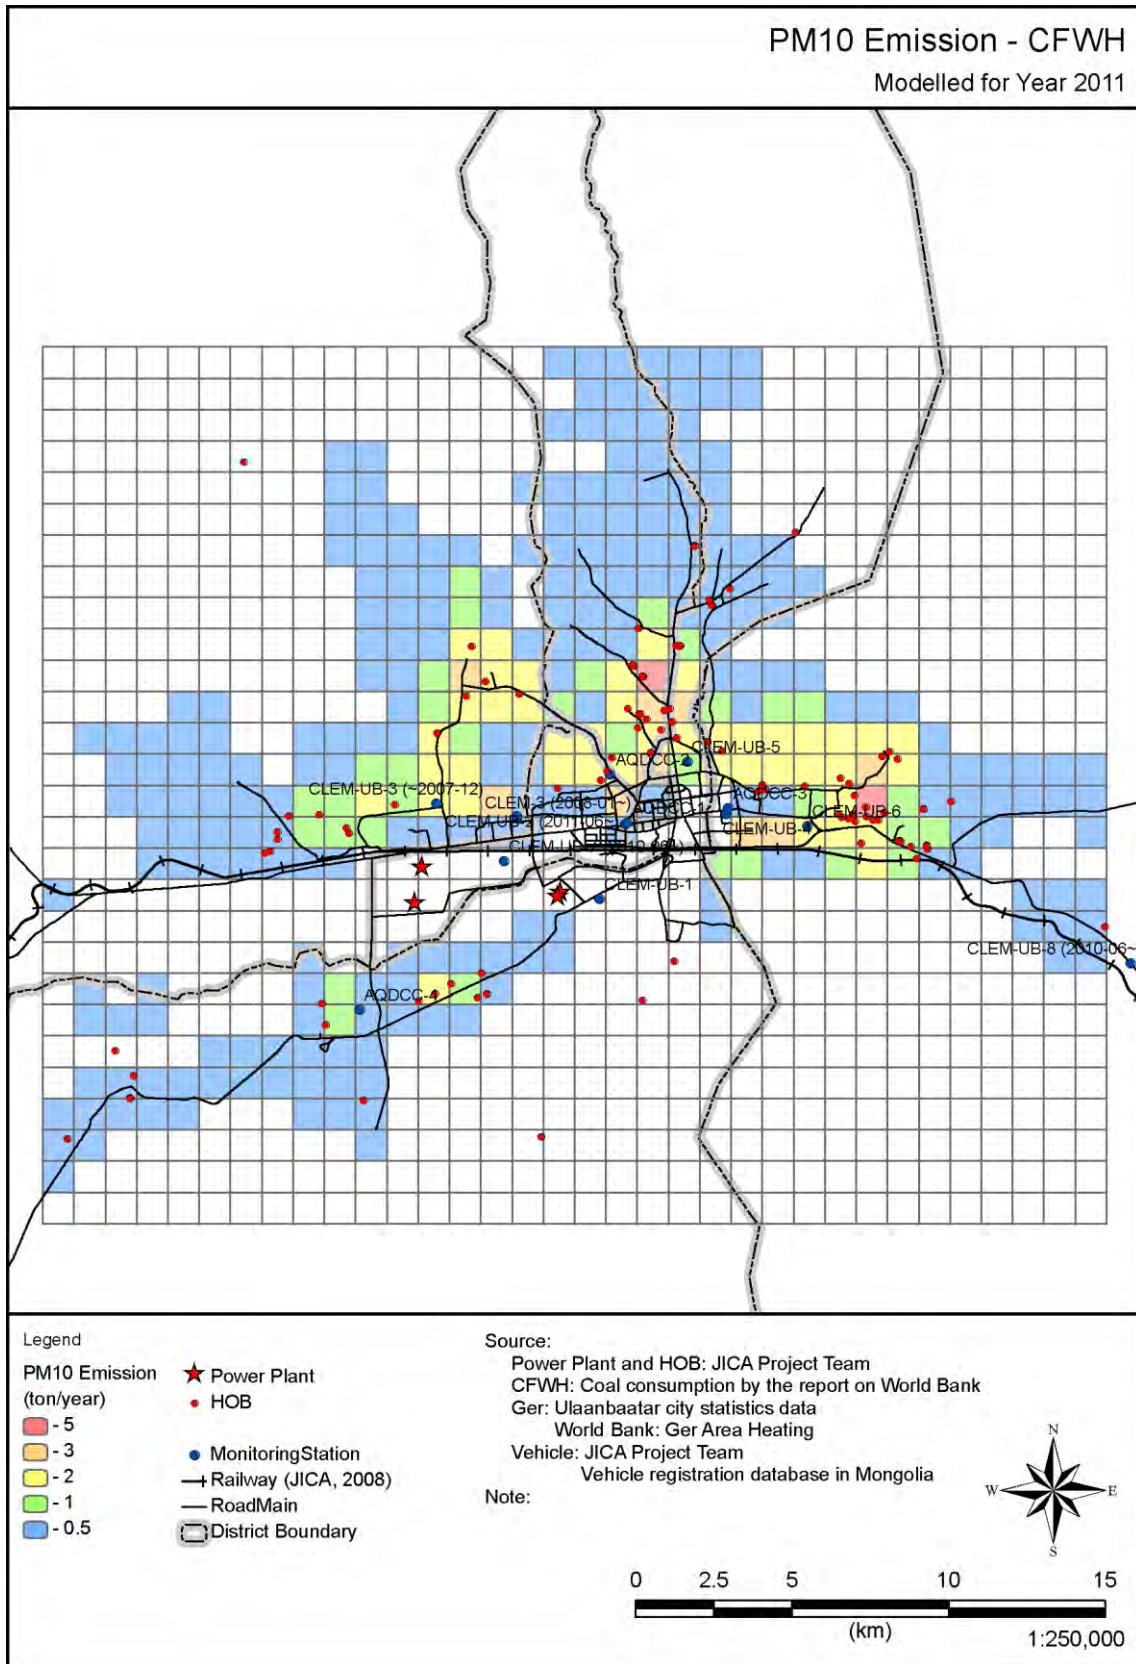 PM10 Emission - CFWH
Modelled for Year 2011
CLEM-UB-5
AQDCC-2
CLEM-UB-3 (~2007-12)
CLEM-3 (2008-01~)
AQDCC-3
CLEM-UB-6
CLEM-UB-4
CLEM-UB-1
CLEM-UB-8 (2010-06~
AQDCC-4
Legend
PM10 Emission
(ton/year)
- 5
- 3
- 2
- 1
- 0.5
Power Plant
HOB
MonitoringStation
Railway (JICA, 2008)
RoadMain
District Boundary
Source:
Power Plant and HOB: JICA Project Team
CFWH: Coal consumption by the report on World Bank
Ger: Ulaanbaatar city statistics data
World Bank: Ger Area Heating
Vehicle: JICA Project Team
Vehicle registration database in Mongolia
Note:
N
W
E
S
0 2.5 5 10 15
(km)
1:250,000